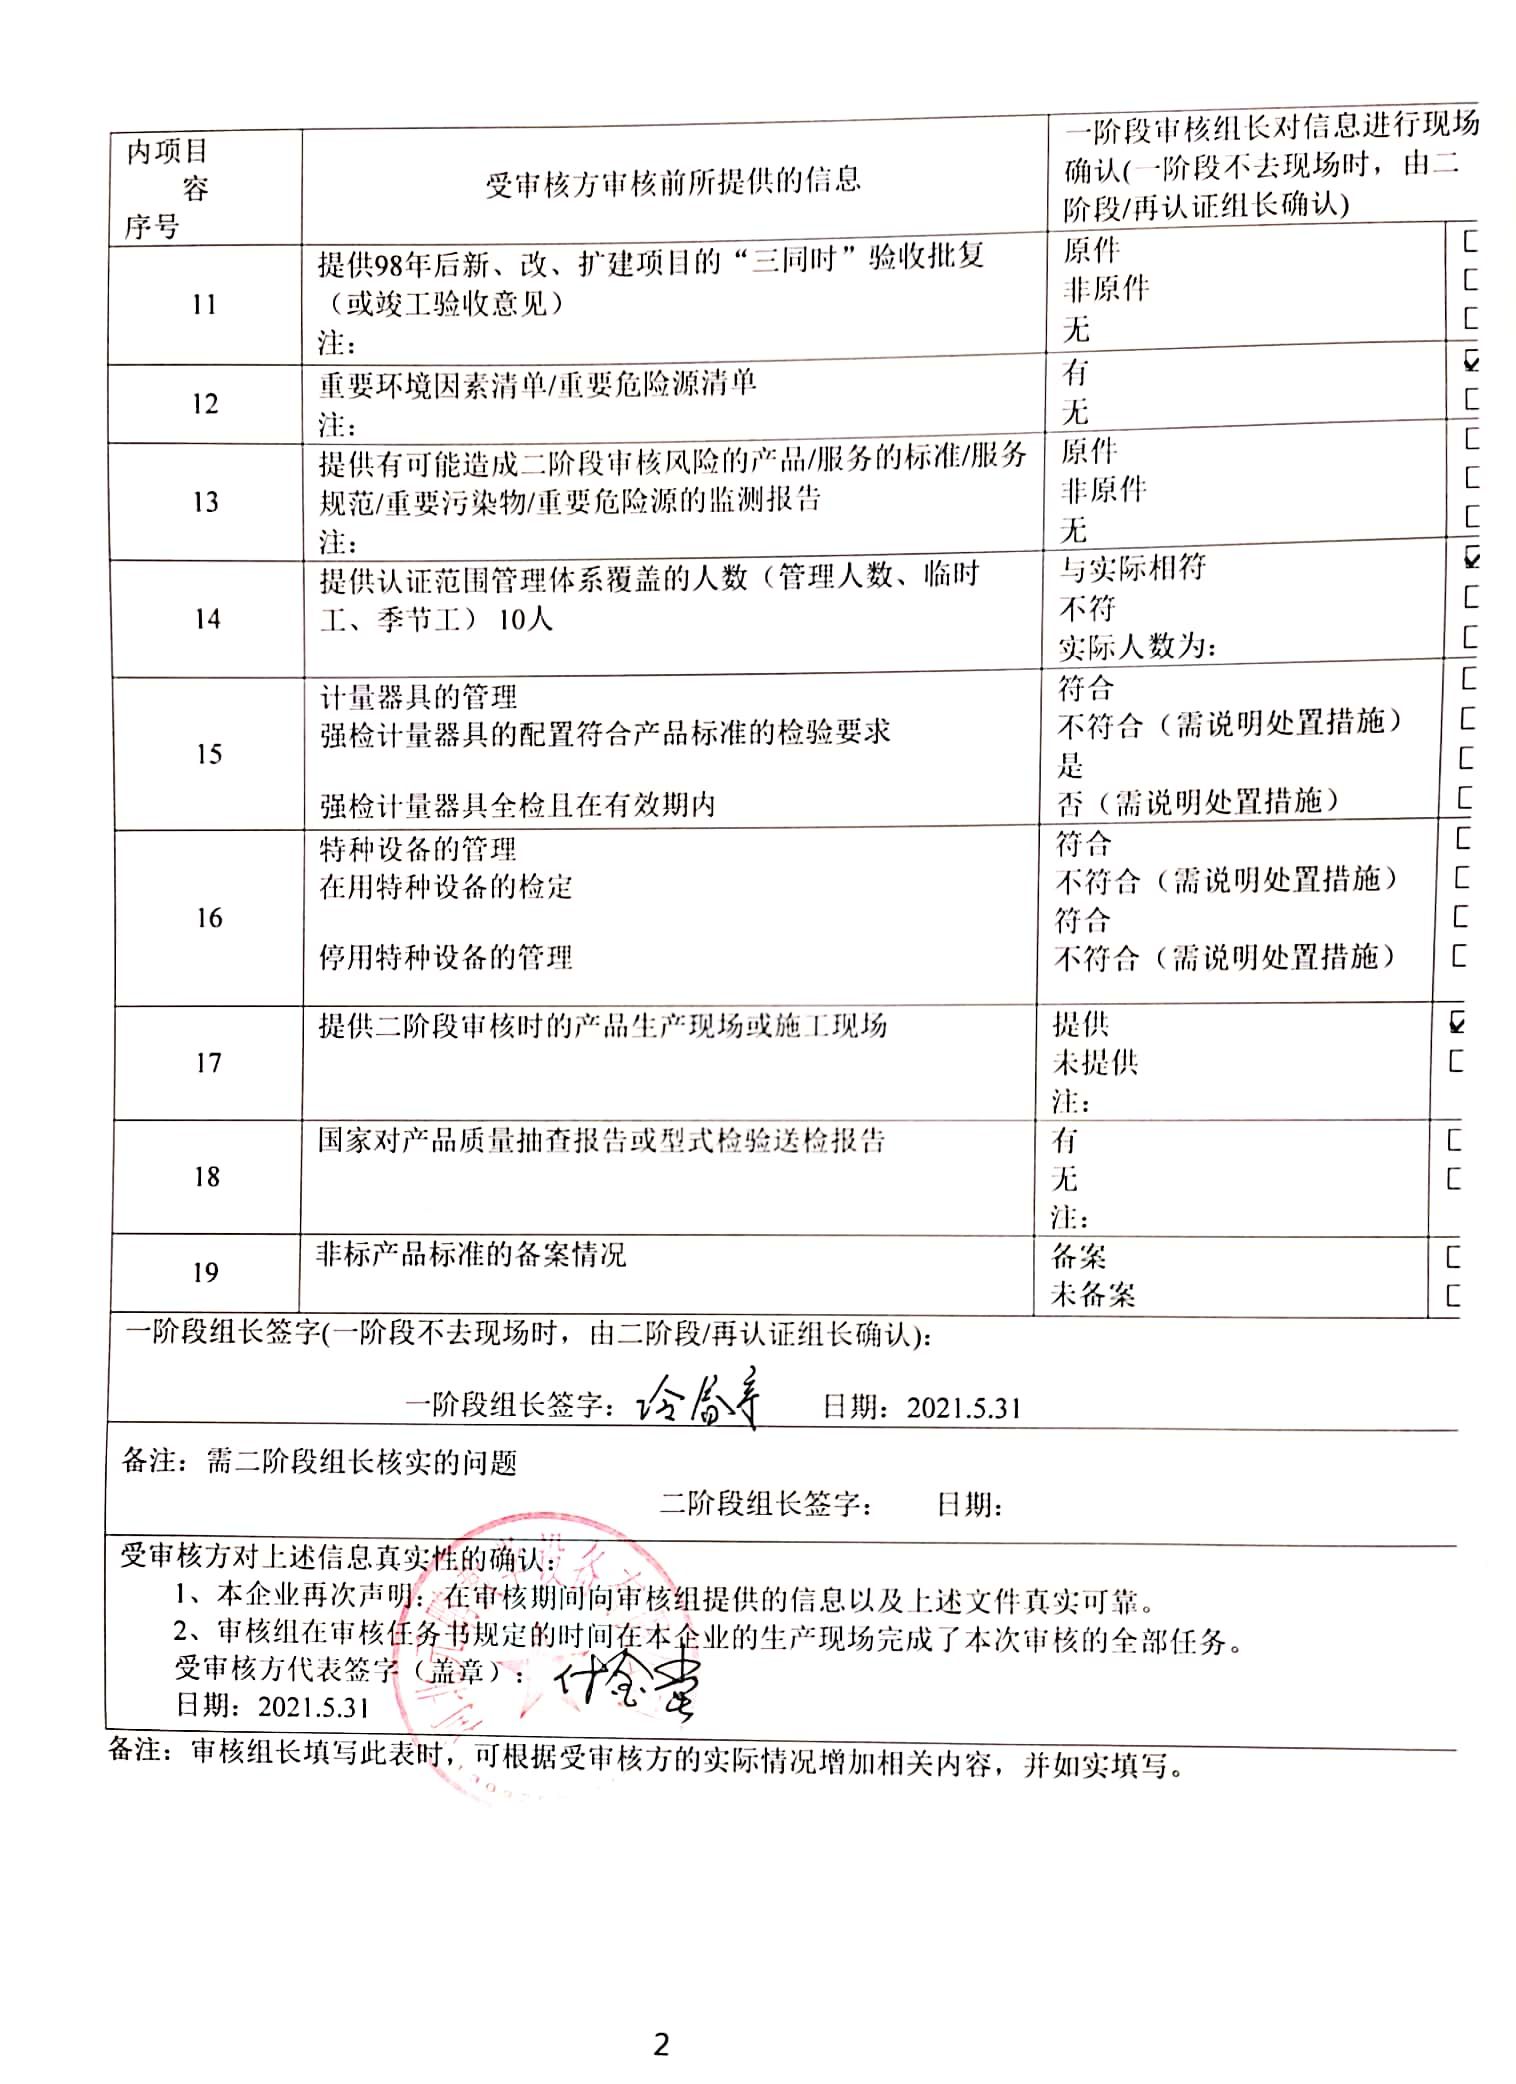 内项目
容
序号
受审核方审核前所提供的信息
一阶段审核组长对信息进行现场
确认(一阶段不去现场时，由二
阶段/再认证组长确认)
11
提供98年后新、改、扩建项目的“三同时”验收批复
（或竣工验收意见）
注：
原件
非原件
无
12
重要环境因素清单/重要危险源清单
注：
有
无
13
提供有可能造成二阶段审核风险的产品/服务的标准/服务
规范/重要污染物/重要危险源的监测报告
注：
原件
非原件
无
14
提供认证范围管理体系覆盖的人数（管理人数、临时
工、季节工） 10人
与实际相符
不符
实际人数为：
15
计量器具的管理
强检计量器具的配置符合产品标准的检验要求
强检计量器具全检且在有效期内
符合
不符合（需说明处置措施）
是
否（需说明处置措施）
16
特种设备的管理
在用特种设备的检定
停用特种设备的管理
符合
不符合（需说明处置措施）
符合
不符合（需说明处置措施）
17
提供二阶段审核时的产品生产现场或施工现场
提供
未提供
注：
18
国家对产品质量抽查报告或型式检验送检报告
有
无
注：
19
非标产品标准的备案情况
备案
未备案
一阶段组长签字(一阶段不去现场时，由二阶段/再认证组长确认)：
一阶段组长签字： 日期：2021.5.31
备注：需二阶段组长核实的问题
二阶段组长签字： 日期：
受审核方对上述信息真实性的确认：
1、本企业再次声明：在审核期间向审核组提供的信息以及上述文件真实可靠。
2、审核组在审核任务书规定的时间在本企业的生产现场完成了本次审核的全部任务。
受审核方代表签字（盖章）：
日期：2021.5.31
备注：审核组长填写此表时，可根据受审核方的实际情况增加相关内容，并如实填写。
2